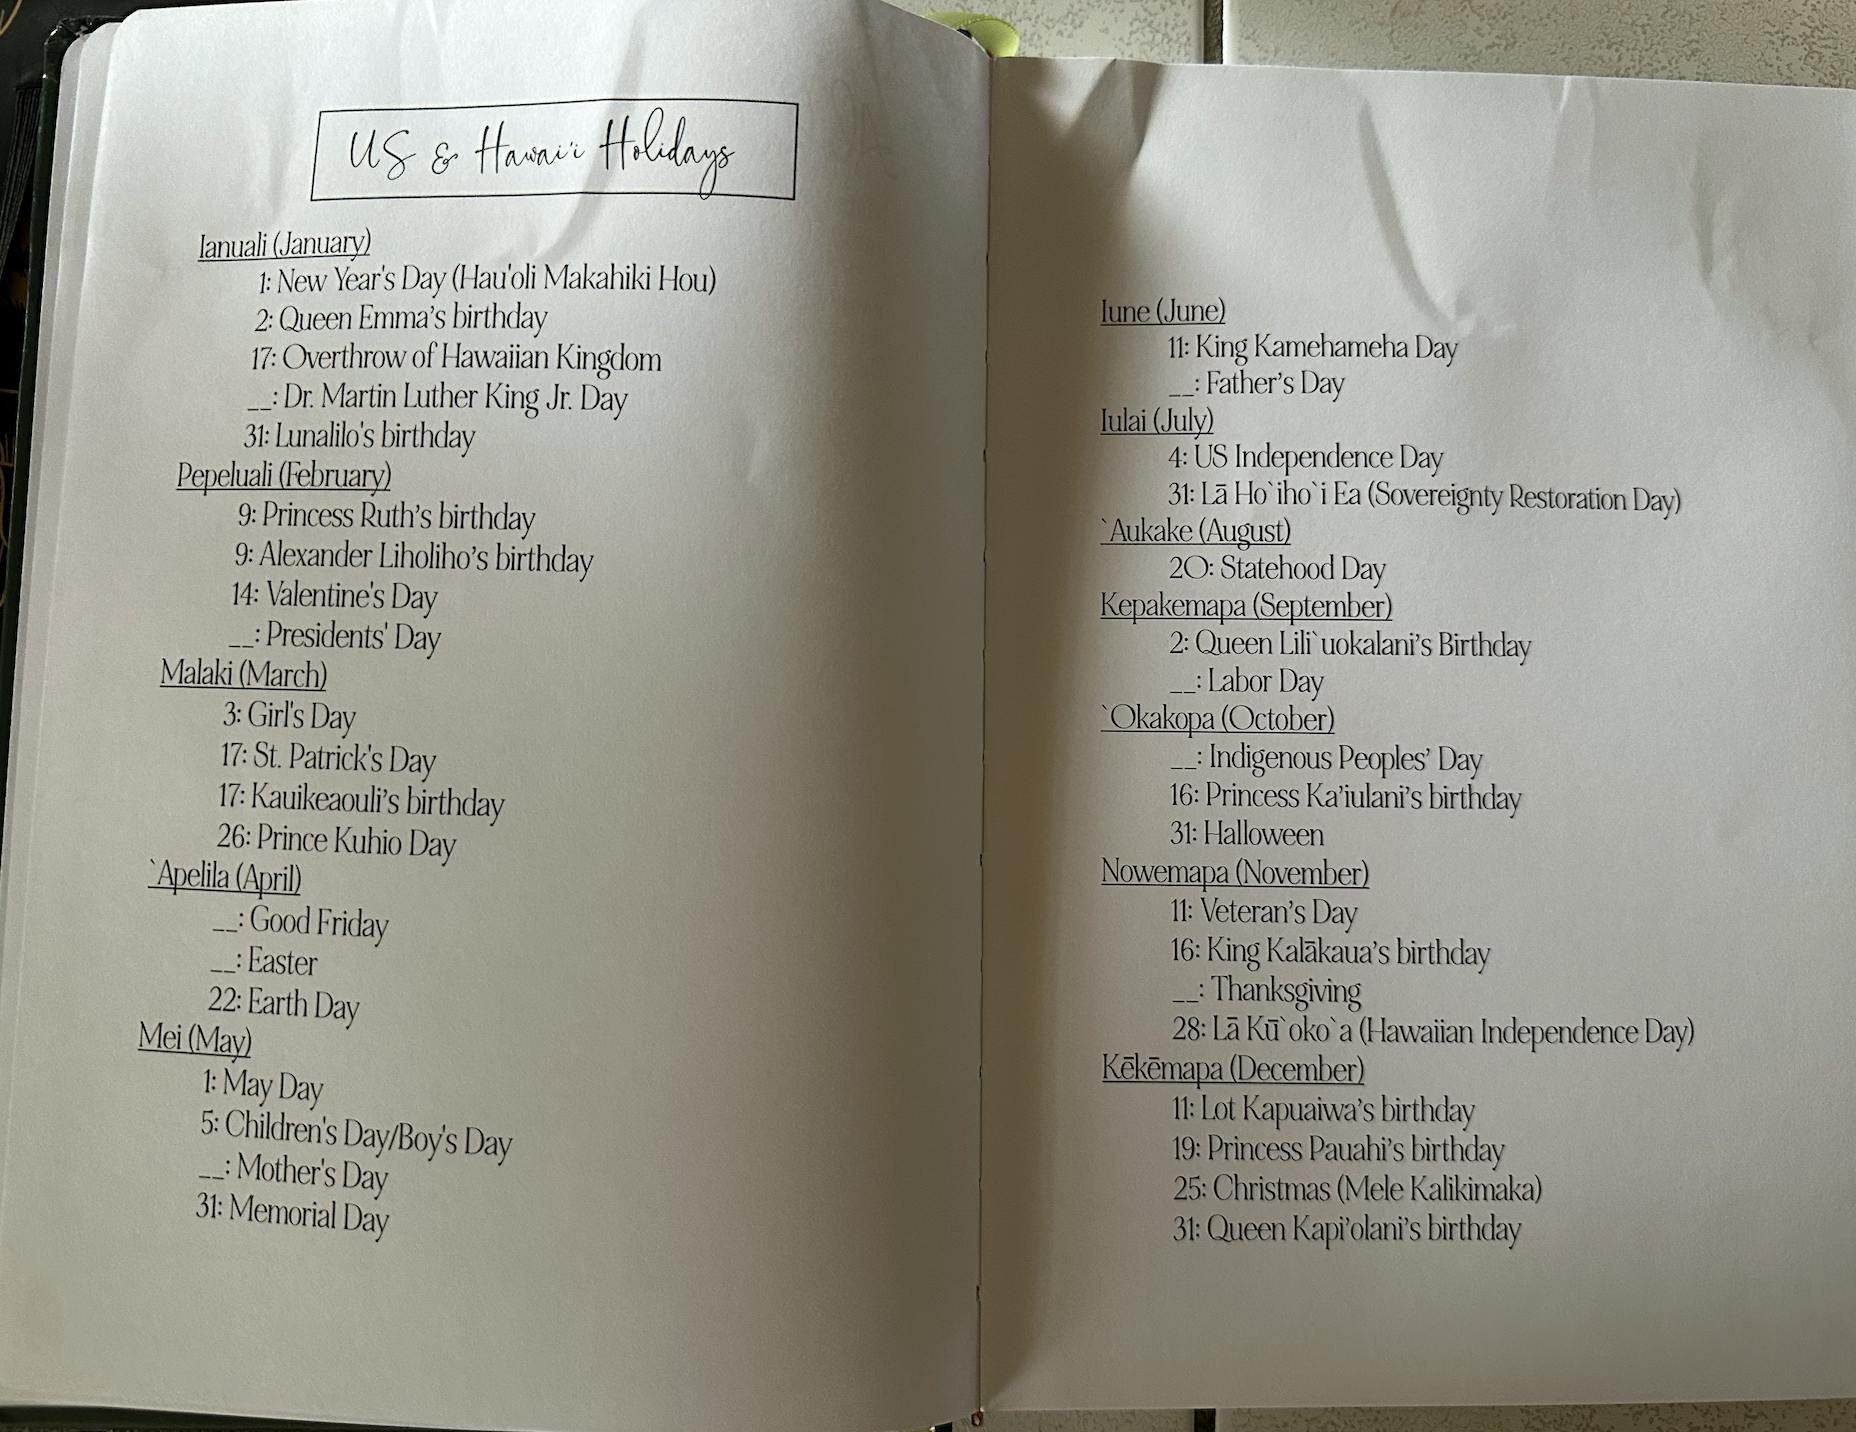 US & Hawai'i Holidays
Ianuali (January)
1: New Year's Day (Hau'oli Makahiki Hou)
2: Queen Emma's birthday
17: Overthrow of Hawaiian Kingdom
__: Dr. Martin Luther King Jr. Day
31: Lunalilo's birthday
Pepeluali (February)
9: Princess Ruth's birthday
9: Alexander Liholiho's birthday
14: Valentine's Day
__: Presidents' Day
Malaki (March)
3: Girl's Day
17: St. Patrick's Day
17: Kauikeaouli's birthday
26: Prince Kuhio Day
`Apelila (April)
__: Good Friday
__: Easter
22: Earth Day
Mei (May)
1: May Day
5: Children's Day/Boy's Day
__: Mother's Day
31: Memorial Day
Iune (June)
11: King Kamehameha Day
__: Father's Day
Iulai (July)
4: US Independence Day
31: Lā Ho`iho`i Ea (Sovereignty Restoration Day)
`Aukake (August)
20: Statehood Day
Kepakemapa (September)
2: Queen Lili`uokalani's Birthday
__: Labor Day
`Okakopa (October)
__: Indigenous Peoples' Day
16: Princess Ka'iulani's birthday
31: Halloween
Nowemapa (November)
11: Veteran's Day
16: King Kalākaua's birthday
__: Thanksgiving
28: Lā Kū`oko`a (Hawaiian Independence Day)
Kēkēmapa (December)
11: Lot Kapuaiwa's birthday
19: Princess Pauahi's birthday
25: Christmas (Mele Kalikimaka)
31: Queen Kapi'olani's birthday